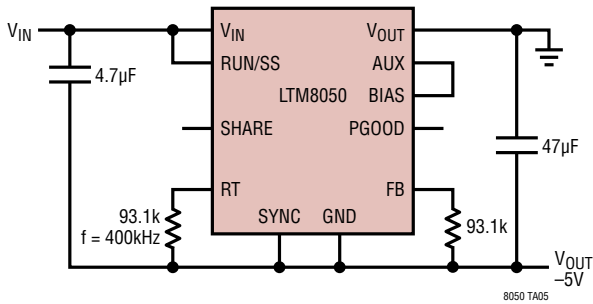 VIN
VIN
VOUT
RUN/SS
AUX
4.7µF
LTM8050
BIAS
SHARE
PGOOD
47µF
RT
FB
93.1k
f = 400kHz
SYNC
GND
93.1k
VOUT
–5V
8050 TA05